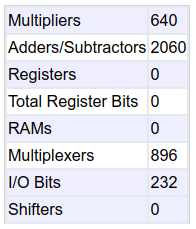 Multipliers 640
Adders/Subtractors 2060
Registers 0
Total Register Bits 0
RAMs 0
Multiplexers 896
I/O Bits 232
Shifters 0